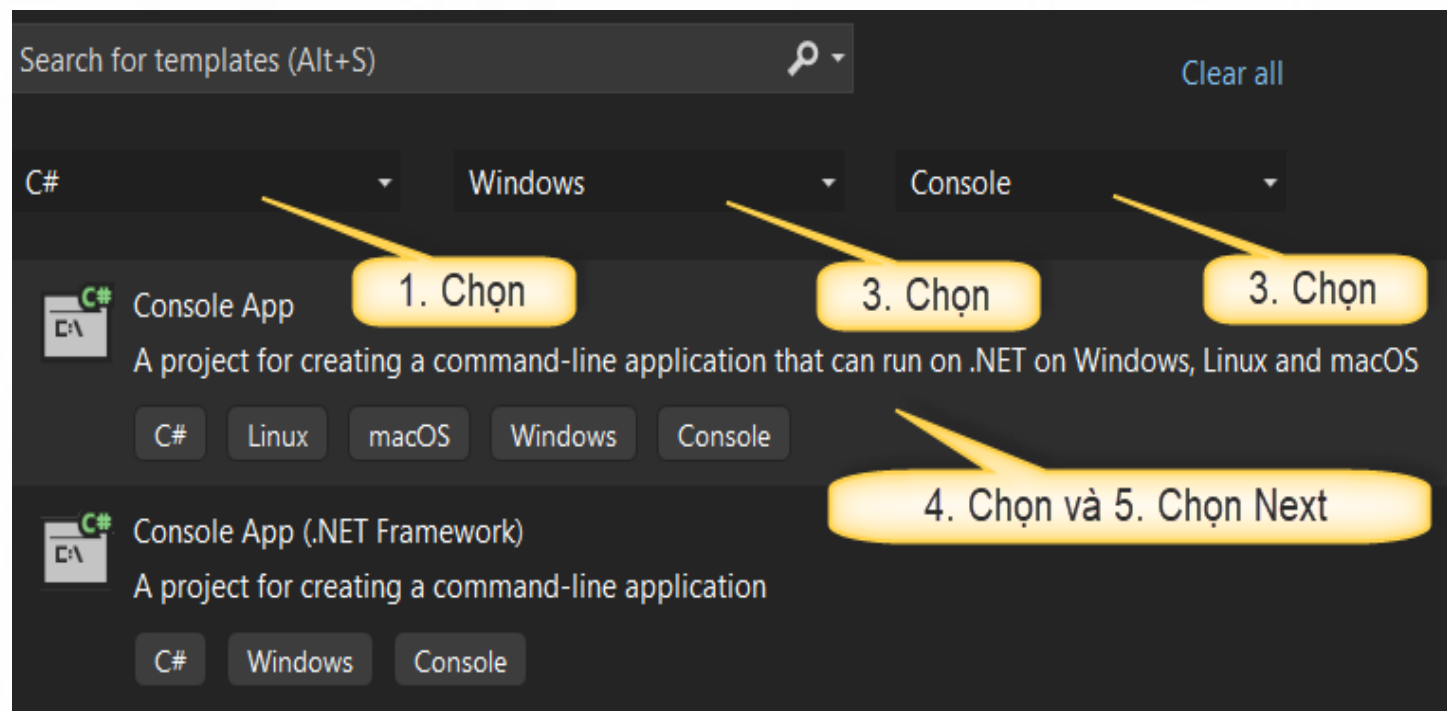 Search for templates (Alt+S)
Clear all
C#
Windows
Console
1. Chọn
3. Chọn
3. Chọn
C#
C:\
Console App
A project for creating a command-line application that can run on .NET on Windows, Linux and macOS
C# Linux macOS Windows Console
4. Chọn và 5. Chọn Next
C#
C:\
Console App (.NET Framework)
A project for creating a command-line application
C# Windows Console